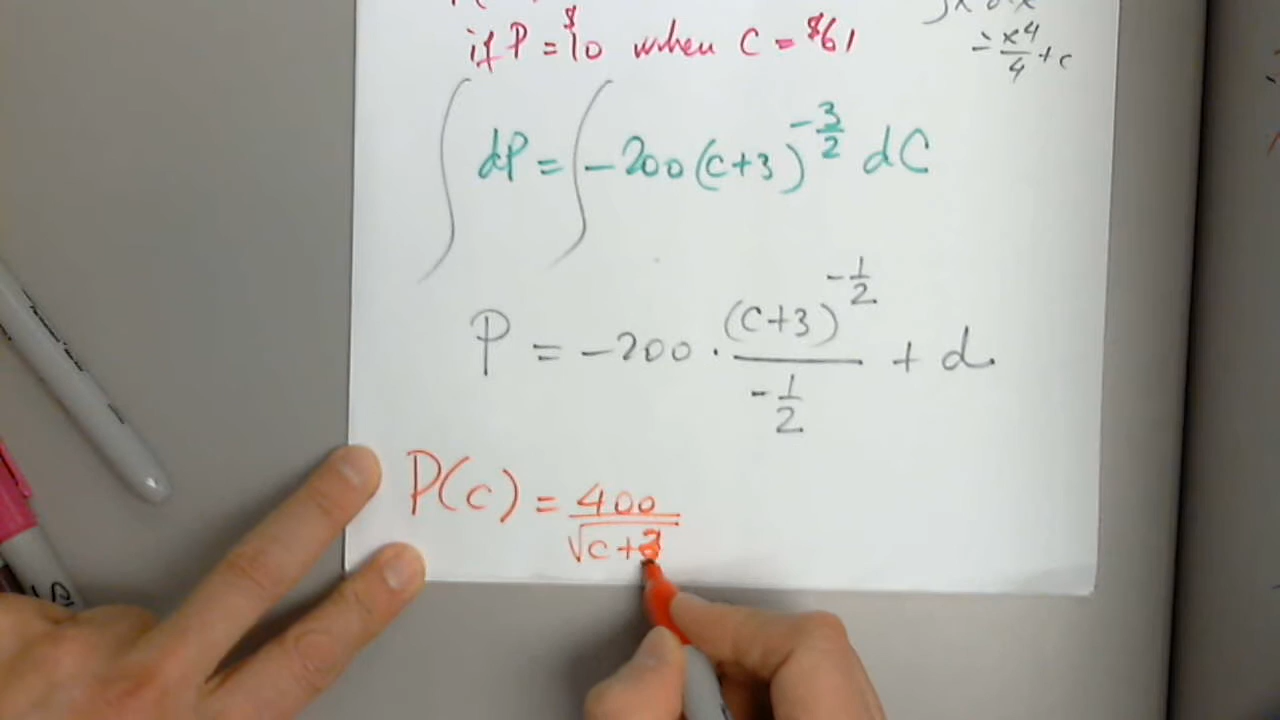 if P = $10 when C = $61
= x^4/4 + c
∫ dP = ∫ -200 (c+3)^(-3/2) dC
P = -200 · (c+3)^(-1/2) / (-1/2) + d
P(c) = 400 / √c+3